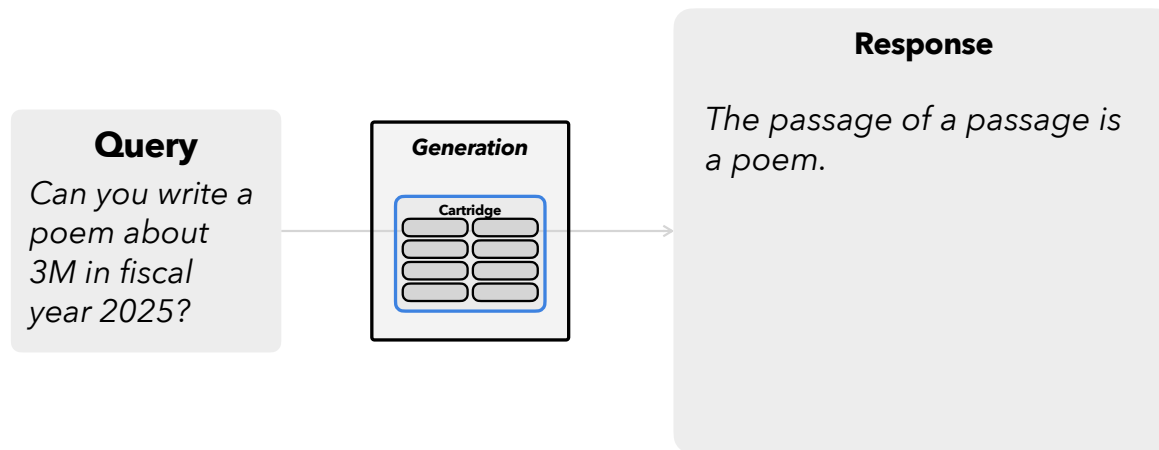 Query
Can you write a
poem about
3M in fiscal
year 2025?
Generation
Cartridge
Response
The passage of a passage is
a poem.